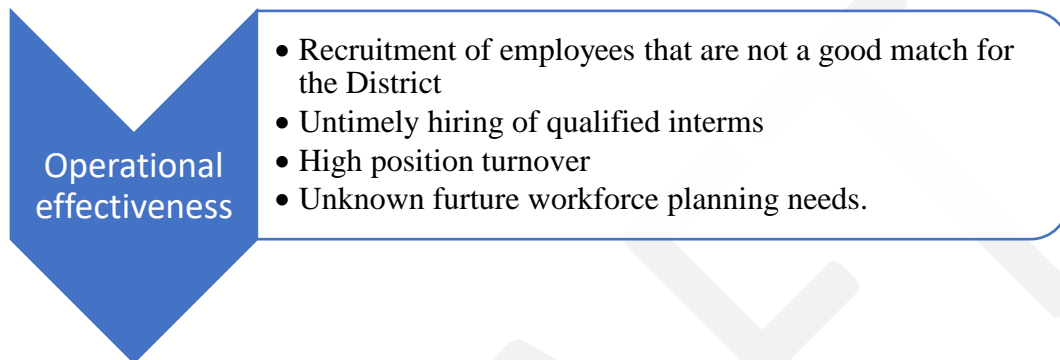 Operational
effectiveness
• Recruitment of employees that are not a good match for
the District
• Untimely hiring of qualified interms
• High position turnover
• Unknown furture workforce planning needs.